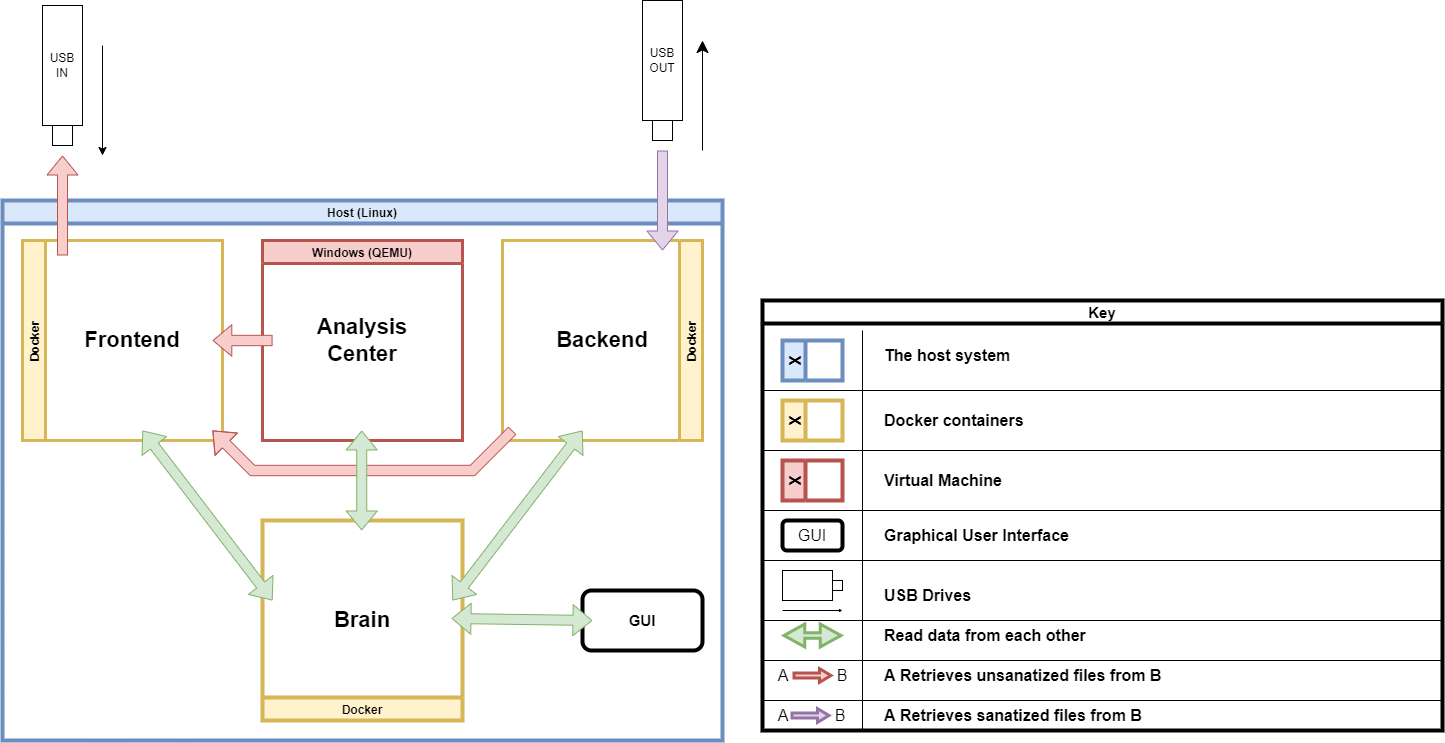 USB
IN
USB
OUT
Host (Linux)
Docker
Frontend
Windows (QEMU)
Analysis
Center
Backend
Docker
Brain
Docker
GUI
Key
X
The host system
X
Docker containers
X
Virtual Machine
GUI
Graphical User Interface
USB Drives
Read data from each other
A B
A Retrieves unsanatized files from B
A B
A Retrieves sanatized files from B